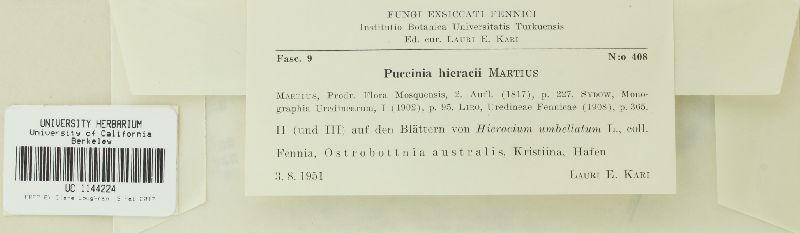 FUNGI EXSICCATI FENNICI
Institutio Botanica Universitatis Turkuensis
Ed. cur. LAURI E. KARI
Fasc. 9 N:o 408
Puccinia hieracii MARTIUS
MARTIUS, Prodr. Flora Mosquensis, 2. Aufl. (1817), p. 227. SYDOW, Mono-
graphia Uredinearum, I (1902), p. 95. LIRO, Uredineae Fennicae (1908), p. 365.
II (und III) auf den Blättern von Hieracium umbellatum L., coll.
Fennia, Ostrobottnia australis, Kristiina, Hafen
3. 8. 1951 LAURI E. KARI
UNIVERSITY HERBARIUM
University of California
Berkeley
UC 1144224